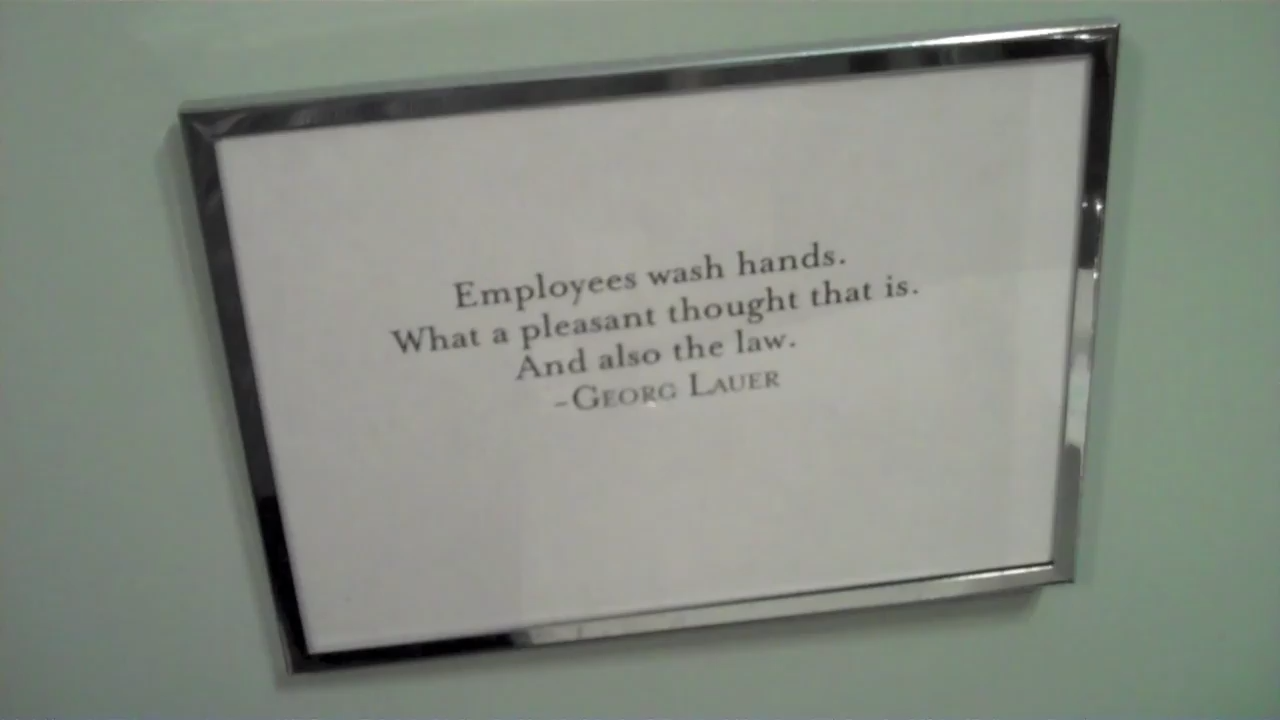 Employees wash hands.
What a pleasant thought that is.
And also the law.
-GEORG LAUER